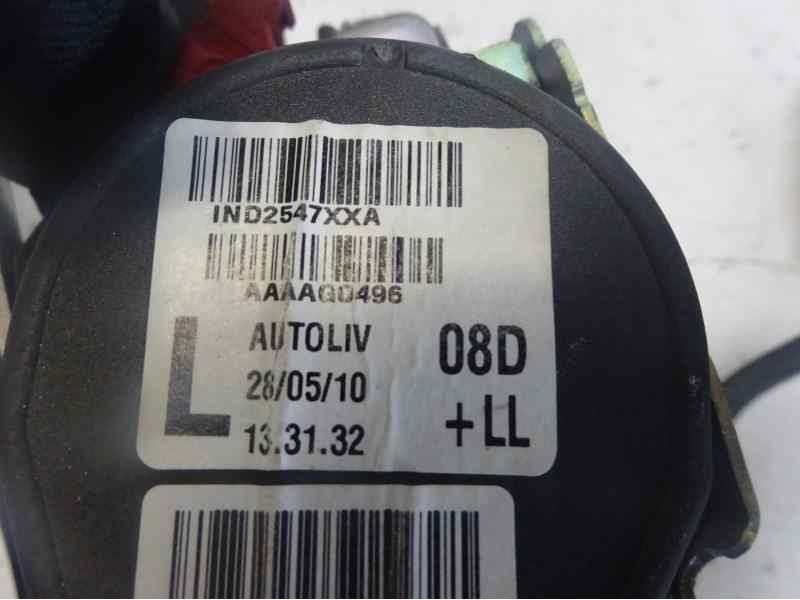 IND2547XXA
AAAAG0496
L AUTOLIV 08D
28/05/10
13.31.32 +LL